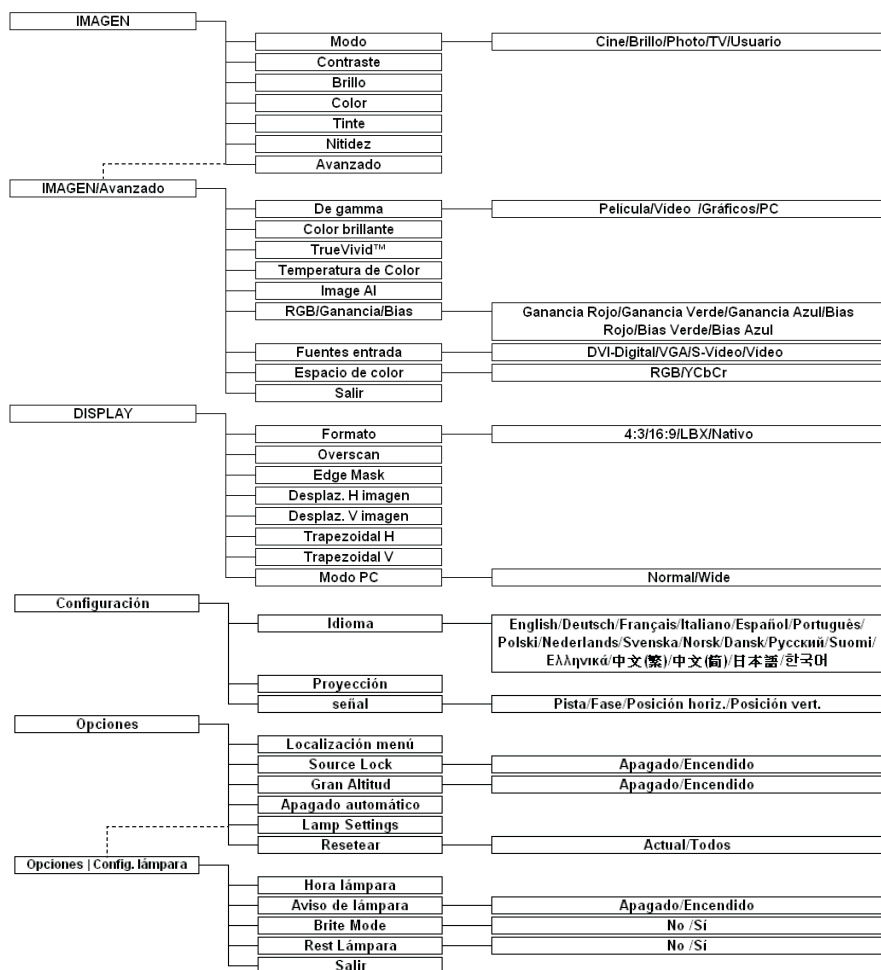 IMAGEN
Modo
Cine/Brillo/Photo/TV/Usuario
Contraste
Brillo
Color
Tinte
Nitidez
Avanzado
IMAGEN/Avanzado
De gamma
Película/Vídeo /Gráficos/PC
Color brillante
TrueVivid™
Temperatura de Color
Image AI
RGB/Ganancia/Bias
Ganancia Rojo/Ganancia Verde/Ganancia Azul/Bias
Rojo/Bias Verde/Bias Azul
Fuentes entrada
DVI-Digital/VGA/S-Vídeo/Vídeo
Espacio de color
RGB/YCbCr
Salir
DISPLAY
Formato
4:3/16:9/LBX/Nativo
Overscan
Edge Mask
Desplaz. H imagen
Desplaz. V imagen
Trapezoidal H
Trapezoidal V
Modo PC
Normal/Wide
Configuración
Idioma
English/Deutsch/Français/Italiano/Español/Português/
Polski/Nederlands/Svenska/Norsk/Dansk/Русский/Suomi/
Ελληνικά/中文(繁)/中文(简)/日本語/한국어
Proyección
señal
Pista/Fase/Posición horiz./Posición vert.
Opciones
Localización menú
Source Lock
Apagado/Encendido
Gran Altitud
Apagado/Encendido
Apagado automático
Lamp Settings
Resetear
Actual/Todos
Opciones | Config. lámpara
Hora lámpara
Aviso de lámpara
Apagado/Encendido
Brite Mode
No /Sí
Rest Lámpara
No /Sí
Salir